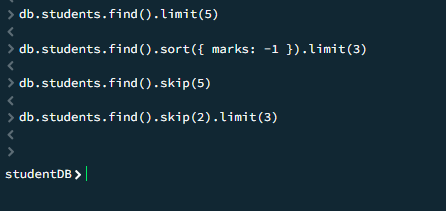 > db.students.find().limit(5)
<
> db.students.find().sort({ marks: -1 }).limit(3)
<
> db.students.find().skip(5)
<
> db.students.find().skip(2).limit(3)
<
>
studentDB>